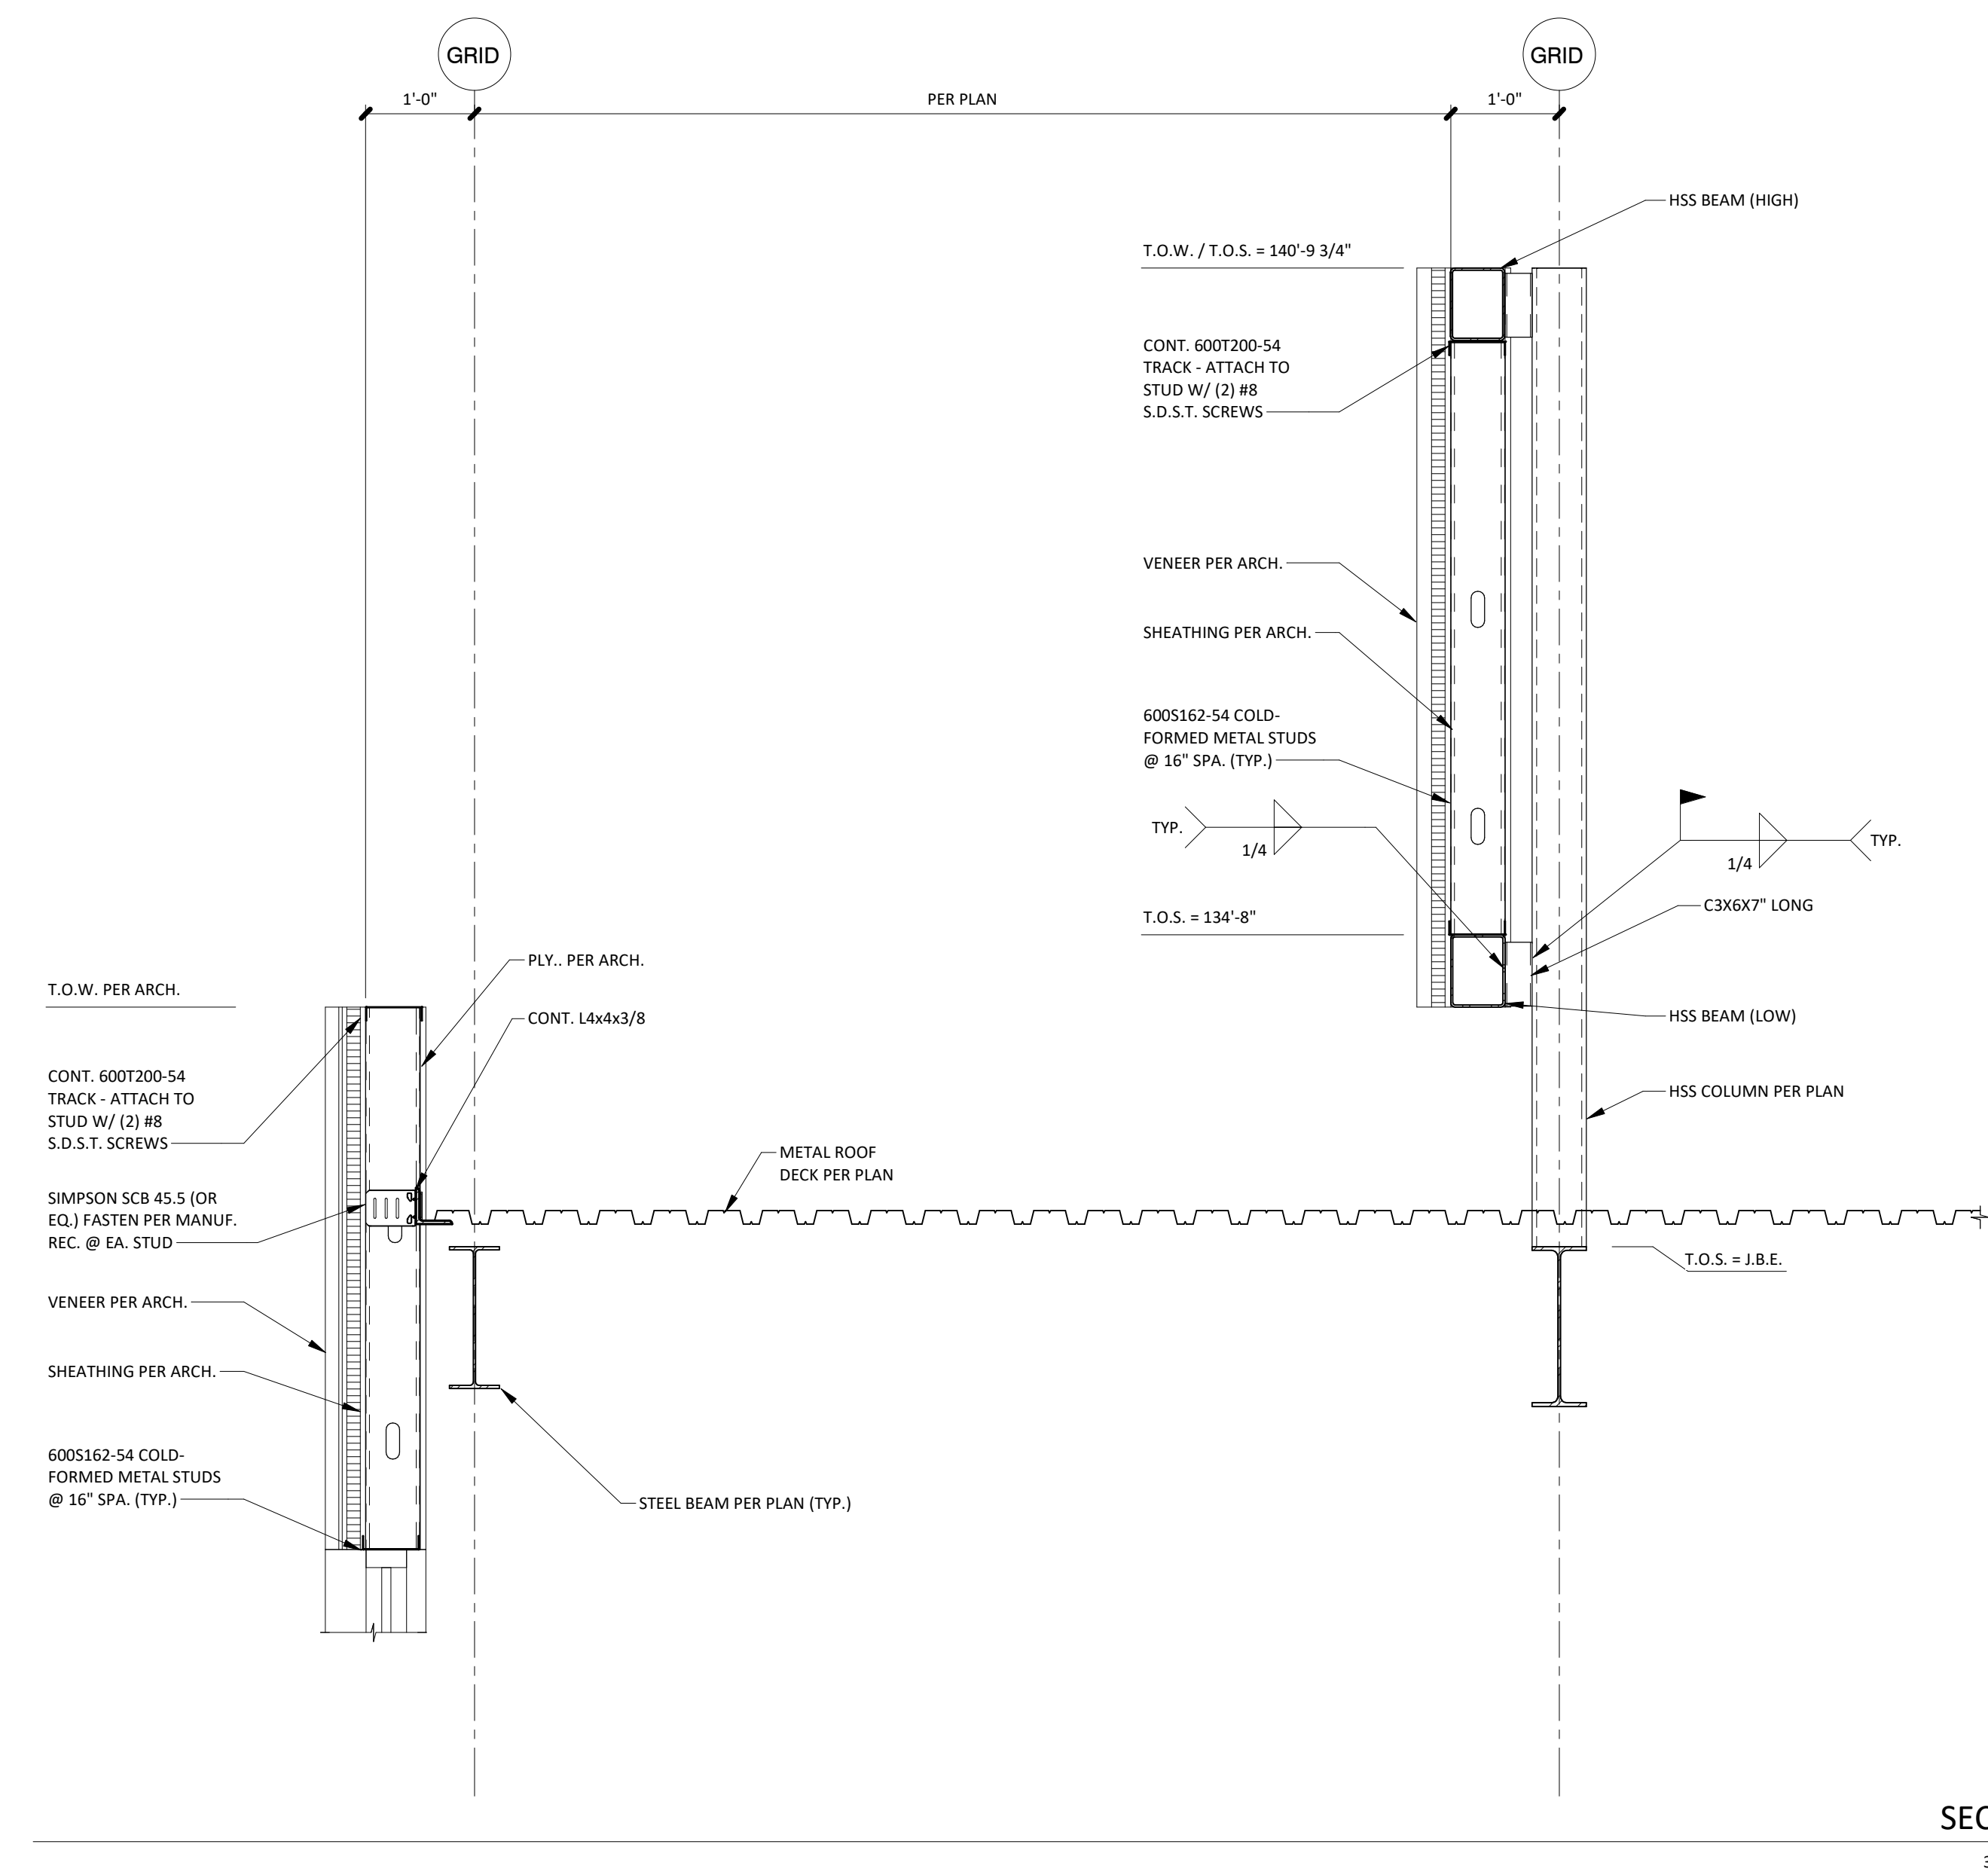 GRID
GRID
1'-0"
PER PLAN
1'-0"
HSS BEAM (HIGH)
T.O.W. / T.O.S. = 140'-9 3/4"
CONT. 600T200-54
TRACK - ATTACH TO
STUD W/ (2) #8
S.D.S.T. SCREWS
VENEER PER ARCH.
SHEATHING PER ARCH.
600S162-54 COLD-
FORMED METAL STUDS
@ 16" SPA. (TYP.)
TYP.
1/4
1/4
TYP.
C3X6X7" LONG
T.O.S. = 134'-8"
HSS BEAM (LOW)
HSS COLUMN PER PLAN
PLY.. PER ARCH.
T.O.W. PER ARCH.
CONT. L4x4x3/8
CONT. 600T200-54
TRACK - ATTACH TO
STUD W/ (2) #8
S.D.S.T. SCREWS
METAL ROOF
DECK PER PLAN
SIMPSON SCB 45.5 (OR
EQ.) FASTEN PER MANUF.
REC. @ EA. STUD
T.O.S. = J.B.E.
VENEER PER ARCH.
SHEATHING PER ARCH.
600S162-54 COLD-
FORMED METAL STUDS
@ 16" SPA. (TYP.)
STEEL BEAM PER PLAN (TYP.)